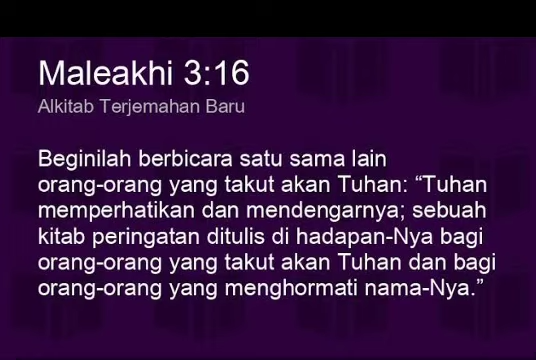 Maleakhi 3:16
Alkitab Terjemahan Baru
Beginilah berbicara satu sama lain
orang-orang yang takut akan Tuhan: “Tuhan
memperhatikan dan mendengarnya; sebuah
kitab peringatan ditulis di hadapan-Nya bagi
orang-orang yang takut akan Tuhan dan bagi
orang-orang yang menghormati nama-Nya.”